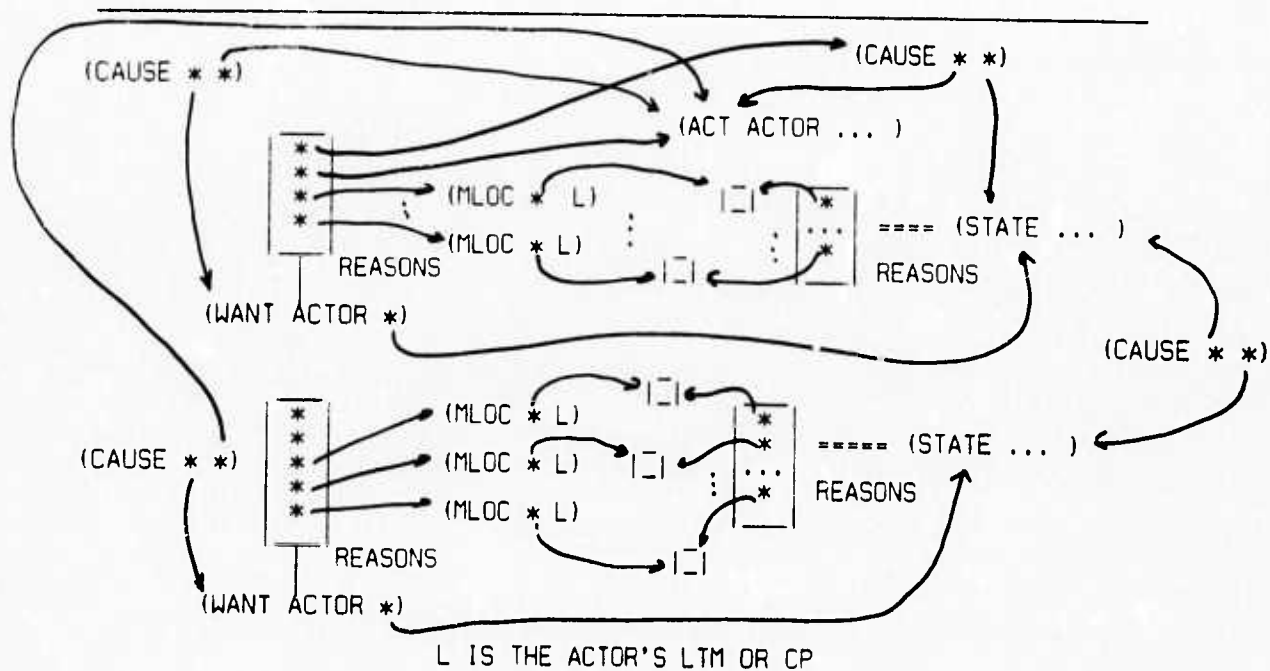 (CAUSE * *)
(CAUSE * *)
(ACT ACTOR ... )
*
*
*
*
(MLOC * L)
(MLOC * L)
REASONS
*
...
*
==== (STATE ... )
REASONS
(WANT ACTOR *)
(CAUSE * *)
*
*
*
*
*
(MLOC * L)
(MLOC * L)
(MLOC * L)
(CAUSE * *)
*
*
...
*
===== (STATE ... )
REASONS
REASONS
(WANT ACTOR *)
L IS THE ACTOR'S LTM OR CP